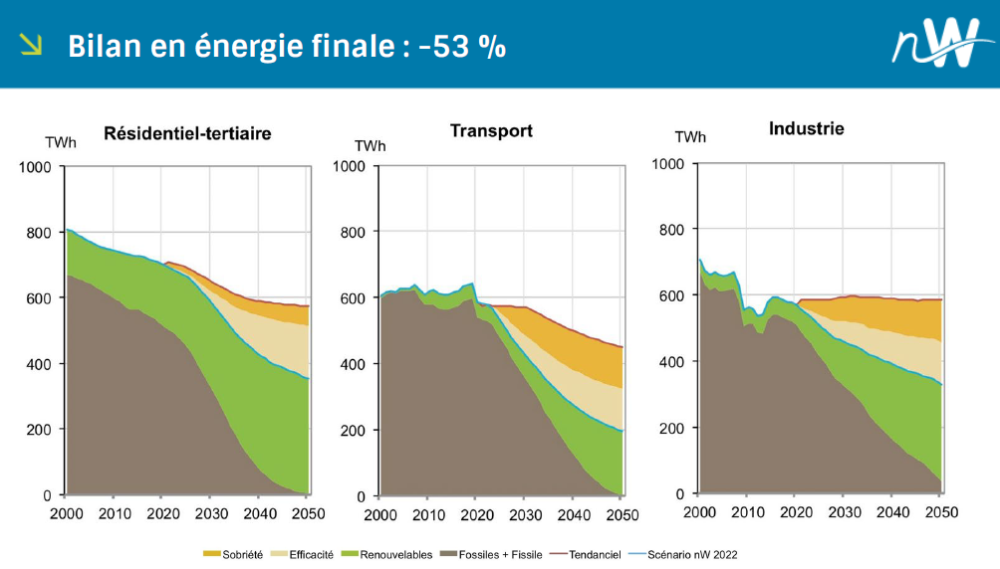 Bilan en énergie finale : -53 %
nW
Résidentiel-tertiaire
TWh
1000
800
600
400
200
0
2000 2010 2020 2030 2040 2050
Transport
TWh
1000
800
600
400
200
0
2000 2010 2020 2030 2040 2050
Industrie
TWh
1000
800
600
400
200
0
2000 2010 2020 2030 2040 2050
Sobriété Efficacité Renouvelables Fossiles + Fissile Tendanciel Scénario nW 2022